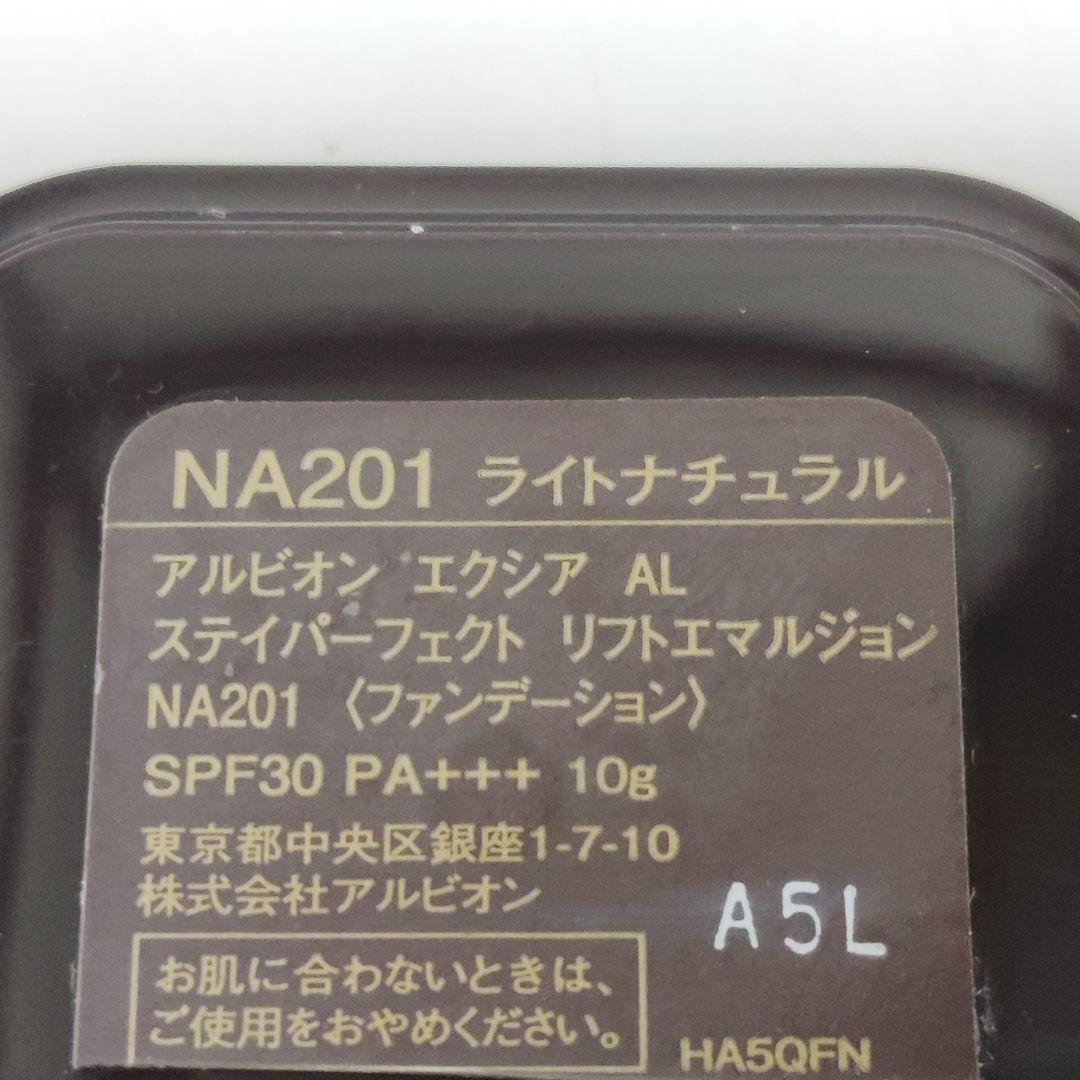 NA201 ライトナチュラル
アルビオン エクシア AL
ステイパーフェクト リフトエマルジョン
NA201 〈ファンデーション〉
SPF30 PA+++ 10g
東京都中央区銀座1-7-10
株式会社アルビオン
A5L
お肌に合わないときは、
ご使用をおやめください。
HA5QFN